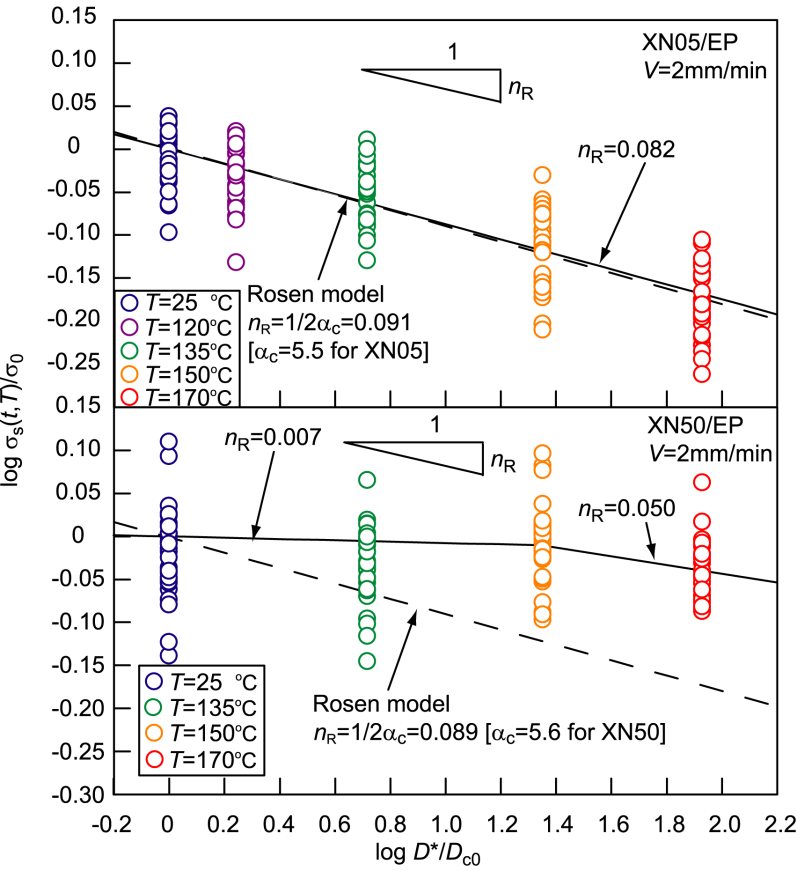 0.15
0.10
0.05
0
-0.05
-0.10
-0.15
-0.20
-0.25
0.15
0.10
0.05
0
-0.05
-0.10
-0.15
-0.20
-0.25
-0.30
log σs(t,T)/σ0
XN05/EP
V=2mm/min
1
nR
nR=0.082
Rosen model
nR=1/2αc=0.091
[αc=5.5 for XN05]
T=25 °C
T=120°C
T=135°C
T=150°C
T=170°C
XN50/EP
V=2mm/min
1
nR
nR=0.007
nR=0.050
Rosen model
nR=1/2αc=0.089 [αc=5.6 for XN50]
T=25 °C
T=135°C
T=150°C
T=170°C
-0.2 0 0.2 0.4 0.6 0.8 1.0 1.2 1.4 1.6 1.8 2.0 2.2
log D*/Dc0